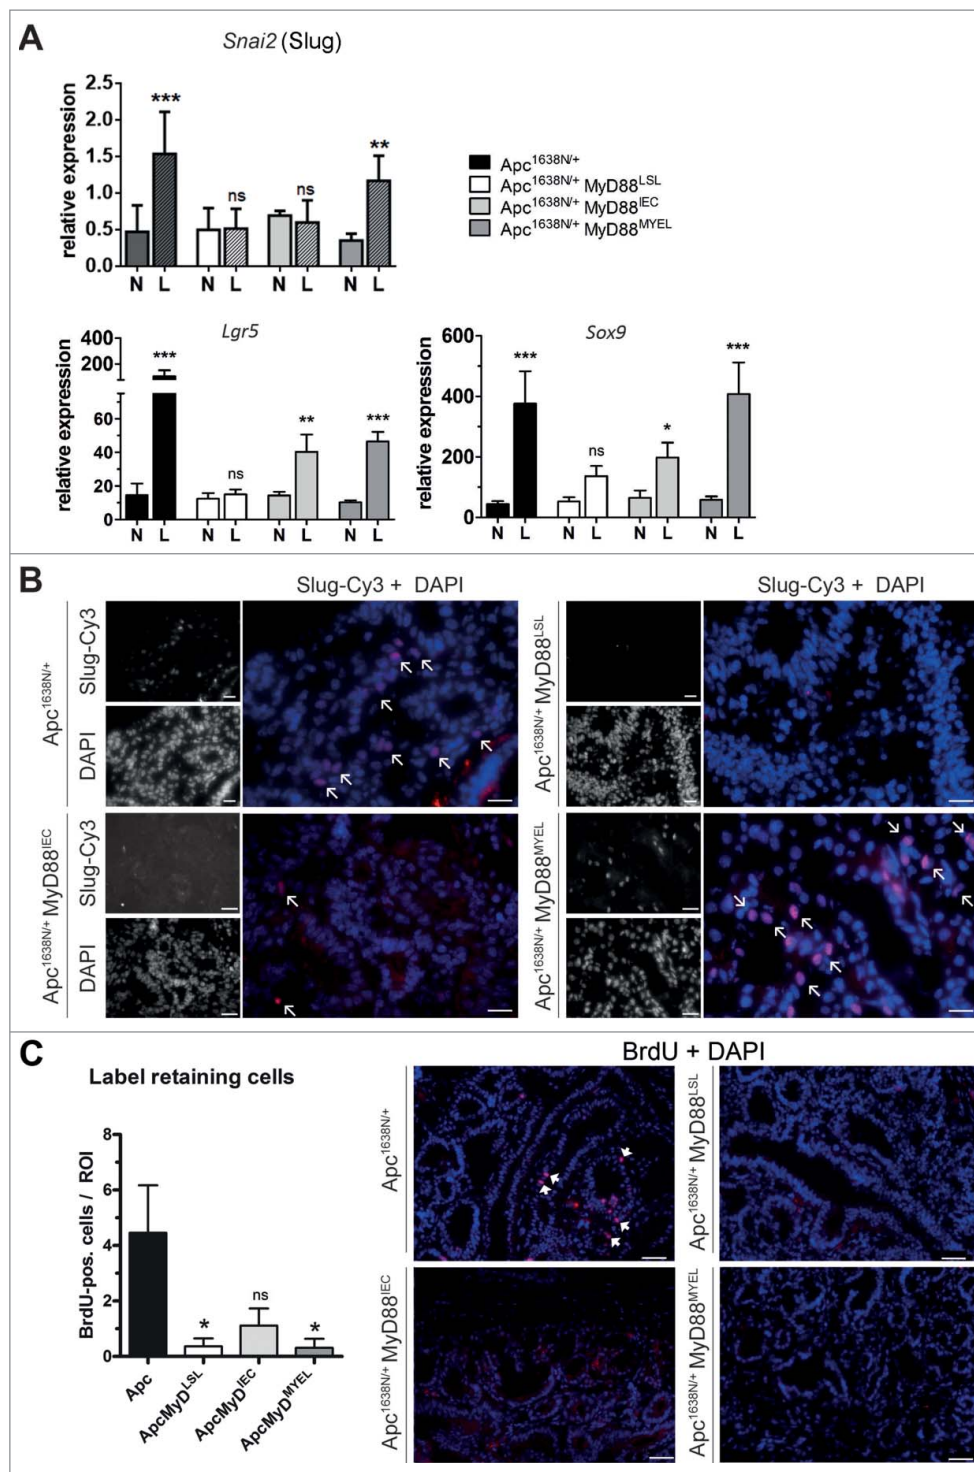 A
Snai2 (Slug)
relative expression
2.5
2.0
1.5
1.0
0.5
0.0
***
ns
ns
**
N L N L N L N L
Apc1638N/+
Apc1638N/+ MyD88LSL
Apc1638N/+ MyD88IEC
Apc1638N/+ MyD88MYEL
Lgr5
relative expression
400
200
60
40
20
0
***
ns
**
***
N L N L N L N L
Sox9
relative expression
600
400
200
0
***
ns
*
***
N L N L N L N L
B
Slug-Cy3 + DAPI
Slug-Cy3 + DAPI
Apc1638N/+
Slug-Cy3
DAPI
Apc1638N/+ MyD88LSL
Apc1638N/+ MyD88IEC
Slug-Cy3
DAPI
Apc1638N/+ MyD88MYEL
C
Label retaining cells
BrdU-pos. cells / ROI
8
6
4
2
0
*
ns
*
Apc
ApcMyDLSL
ApcMyDIEC
ApcMyDMYEL
BrdU + DAPI
Apc1638N/+
Apc1638N/+ MyD88LSL
Apc1638N/+ MyD88IEC
Apc1638N/+ MyD88MYEL